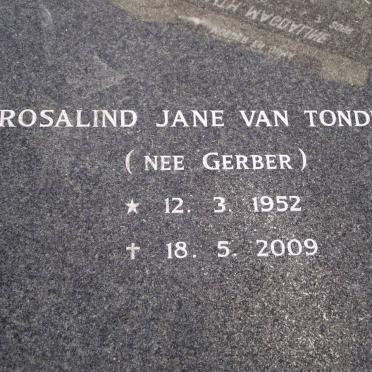 ROSALIND JANE VAN TOND
(NEE GERBER)
★ 12. 3. 1952
✝ 18. 5. 2009